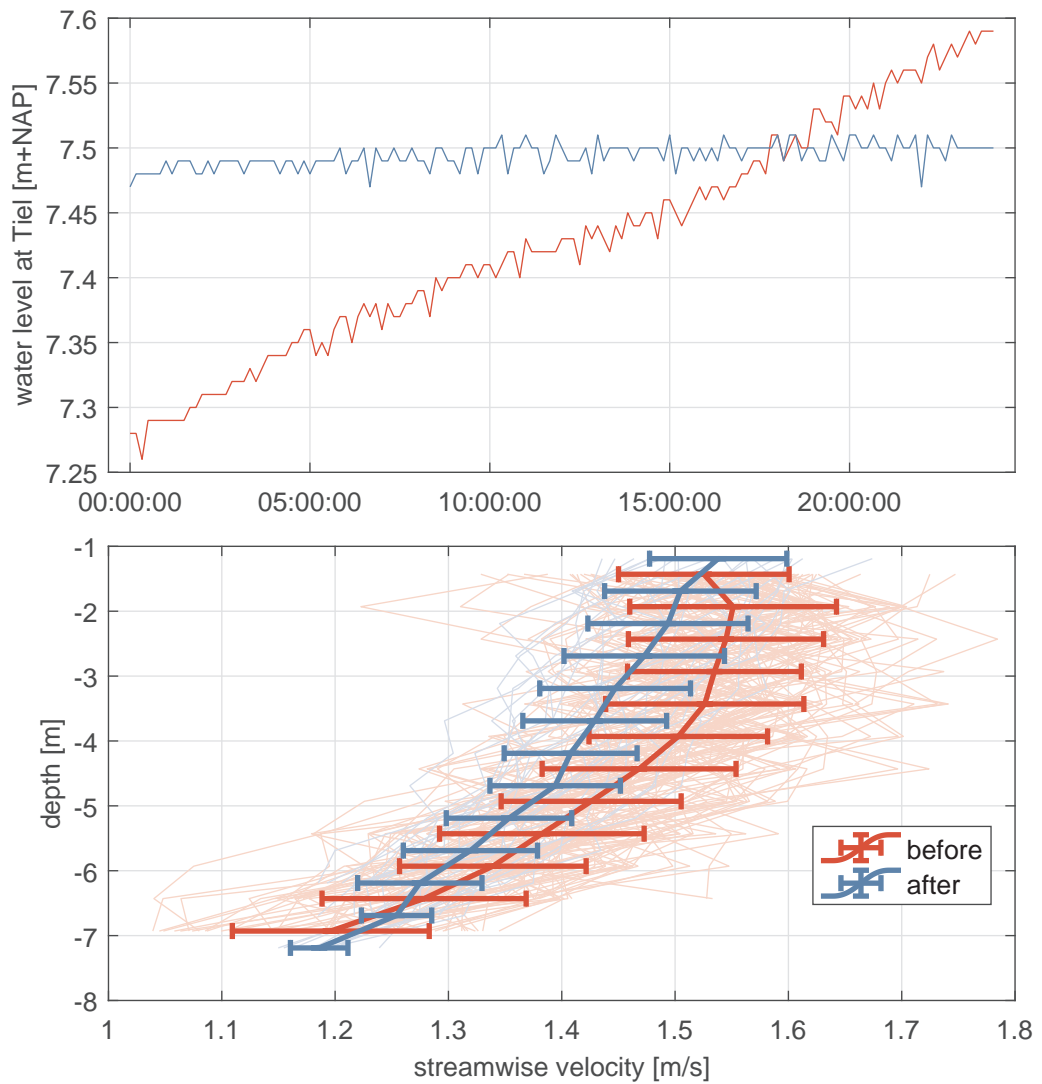 7.6
7.55
7.5
7.45
7.4
7.35
7.3
7.25
water level at Tiel [m+NAP]
00:00:00 05:00:00 10:00:00 15:00:00 20:00:00
-1
-2
-3
-4
-5
-6
-7
-8
depth [m]
before
after
1 1.1 1.2 1.3 1.4 1.5 1.6 1.7 1.8
streamwise velocity [m/s]